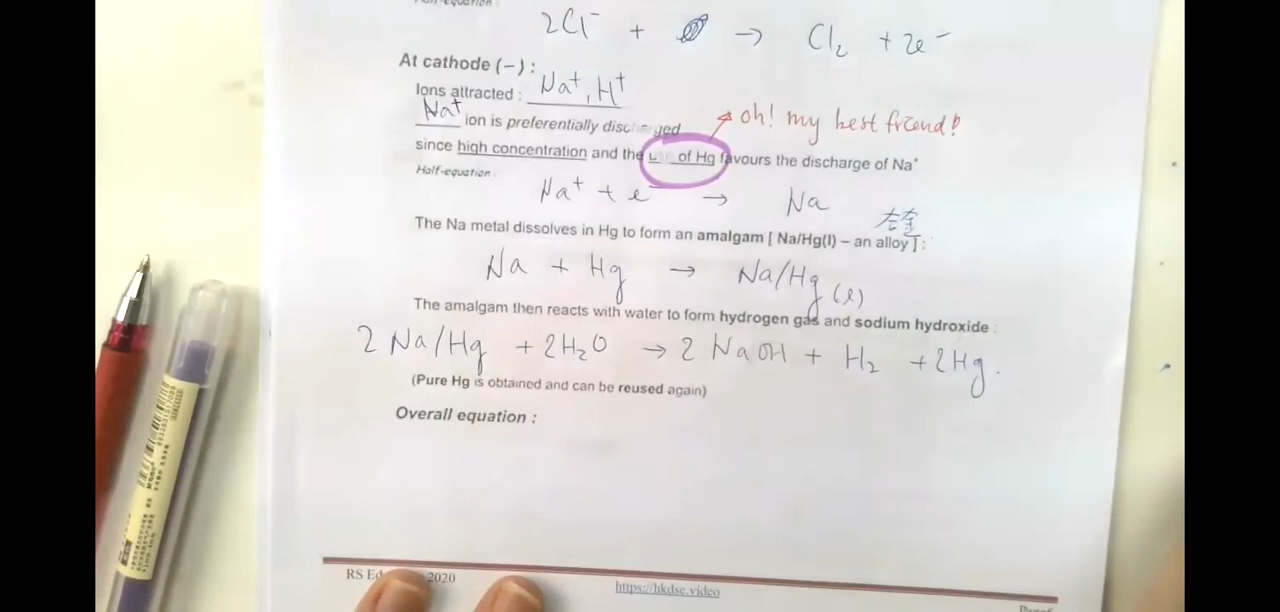 2Cl⁻ + → Cl₂ + 2e⁻
At cathode (−) :
Ions attracted : Na⁺, H⁺
Na⁺ ion is preferentially
oh! my best friend!
since high concentration and the of Hg favours the discharge of Na⁺
Half-equation
Na⁺ + e⁻ → Na
The Na metal dissolves in Hg to form an amalgam [ Na/Hg(l) – an alloy ] :
Na + Hg → Na/Hg (l)
The amalgam then reacts with water to form hydrogen gas and sodium hydroxide :
2 Na/Hg + 2H₂O → 2 NaOH + H₂ + 2Hg.
(Pure Hg is obtained and can be reused again)
Overall equation :
RS 2020
https://hkdse.video